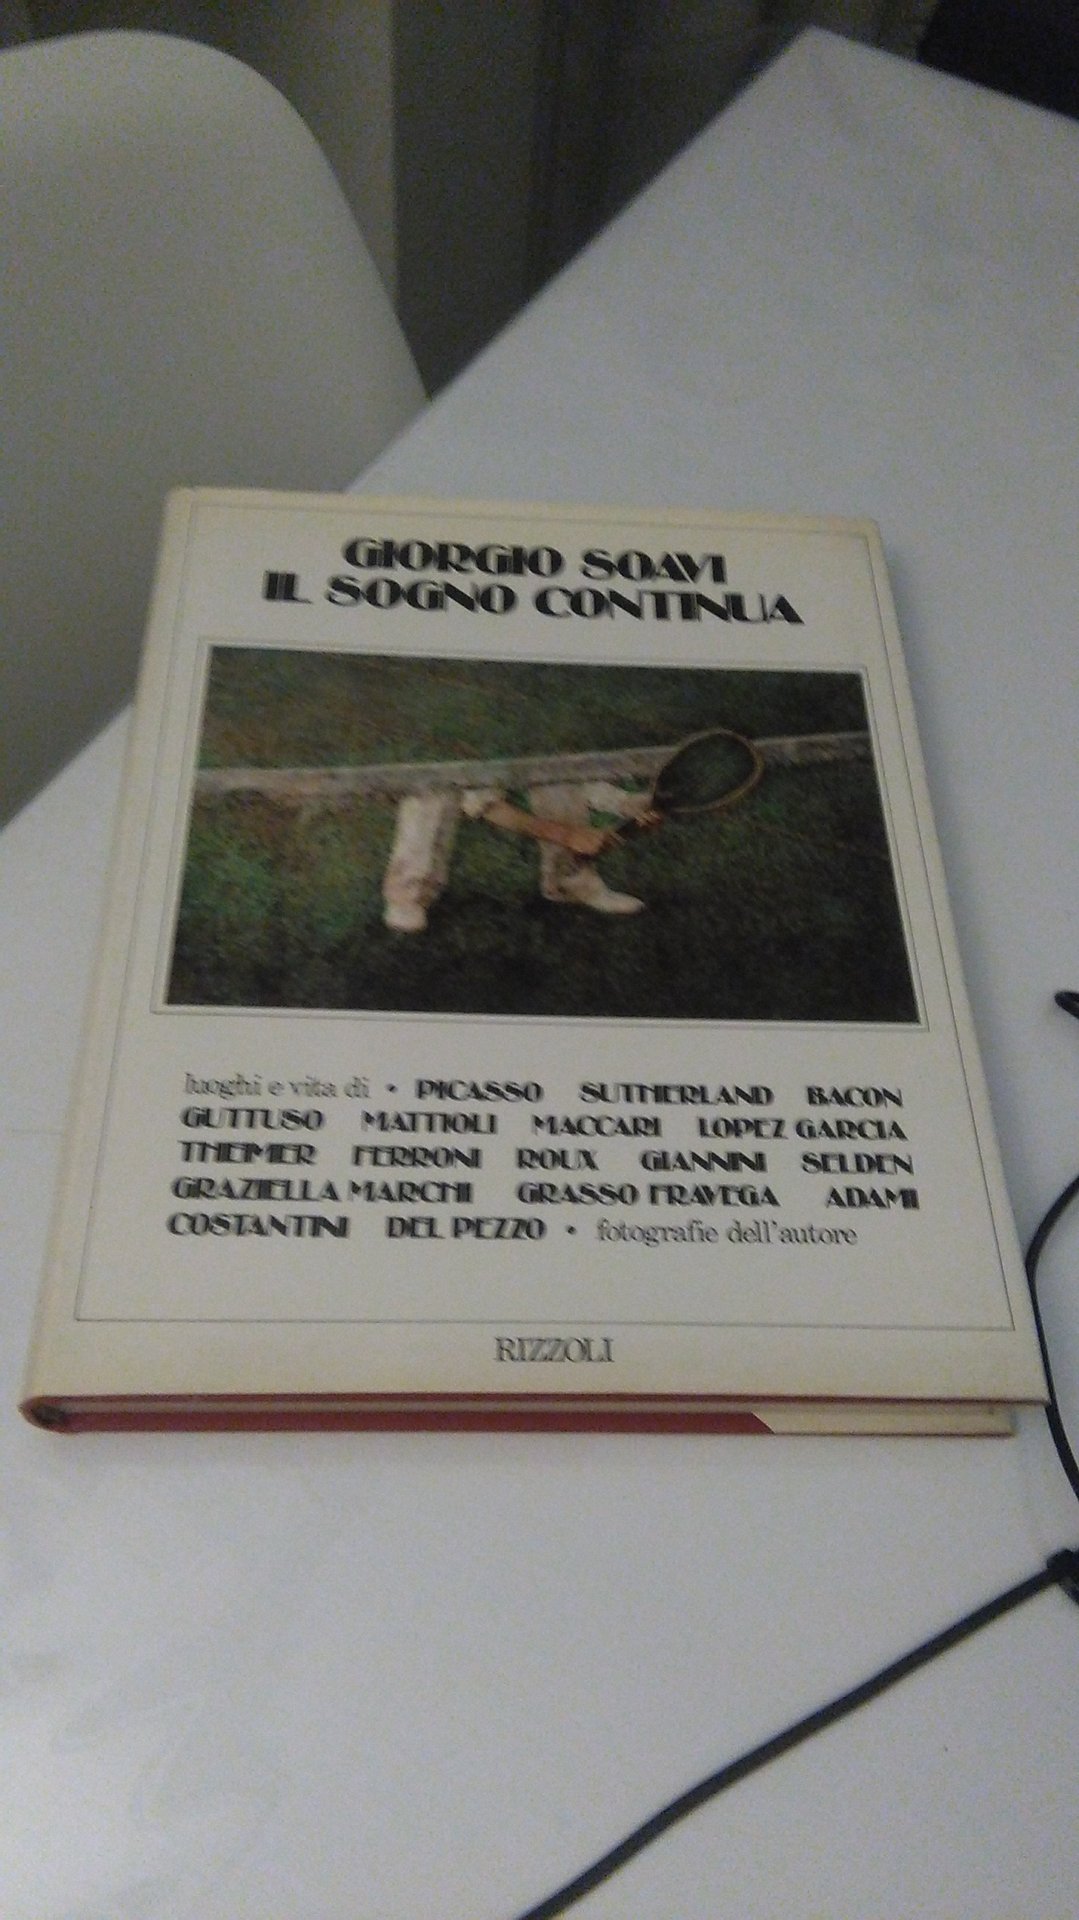 GIORGIO SOAVI
IL SOGNO CONTINUA
luoghi e vita di • PICASSO SUTHERLAND BACON
GUTTUSO MATTIOLI MACCARI LOPEZ GARCIA
THEIMER FERRONI ROUX GIANNINI SELDEN
GRAZIELLA MARCHI GRASSO FRAVEGA ADAMI
COSTANTINI DEL PEZZO • fotografie dell'autore
RIZZOLI